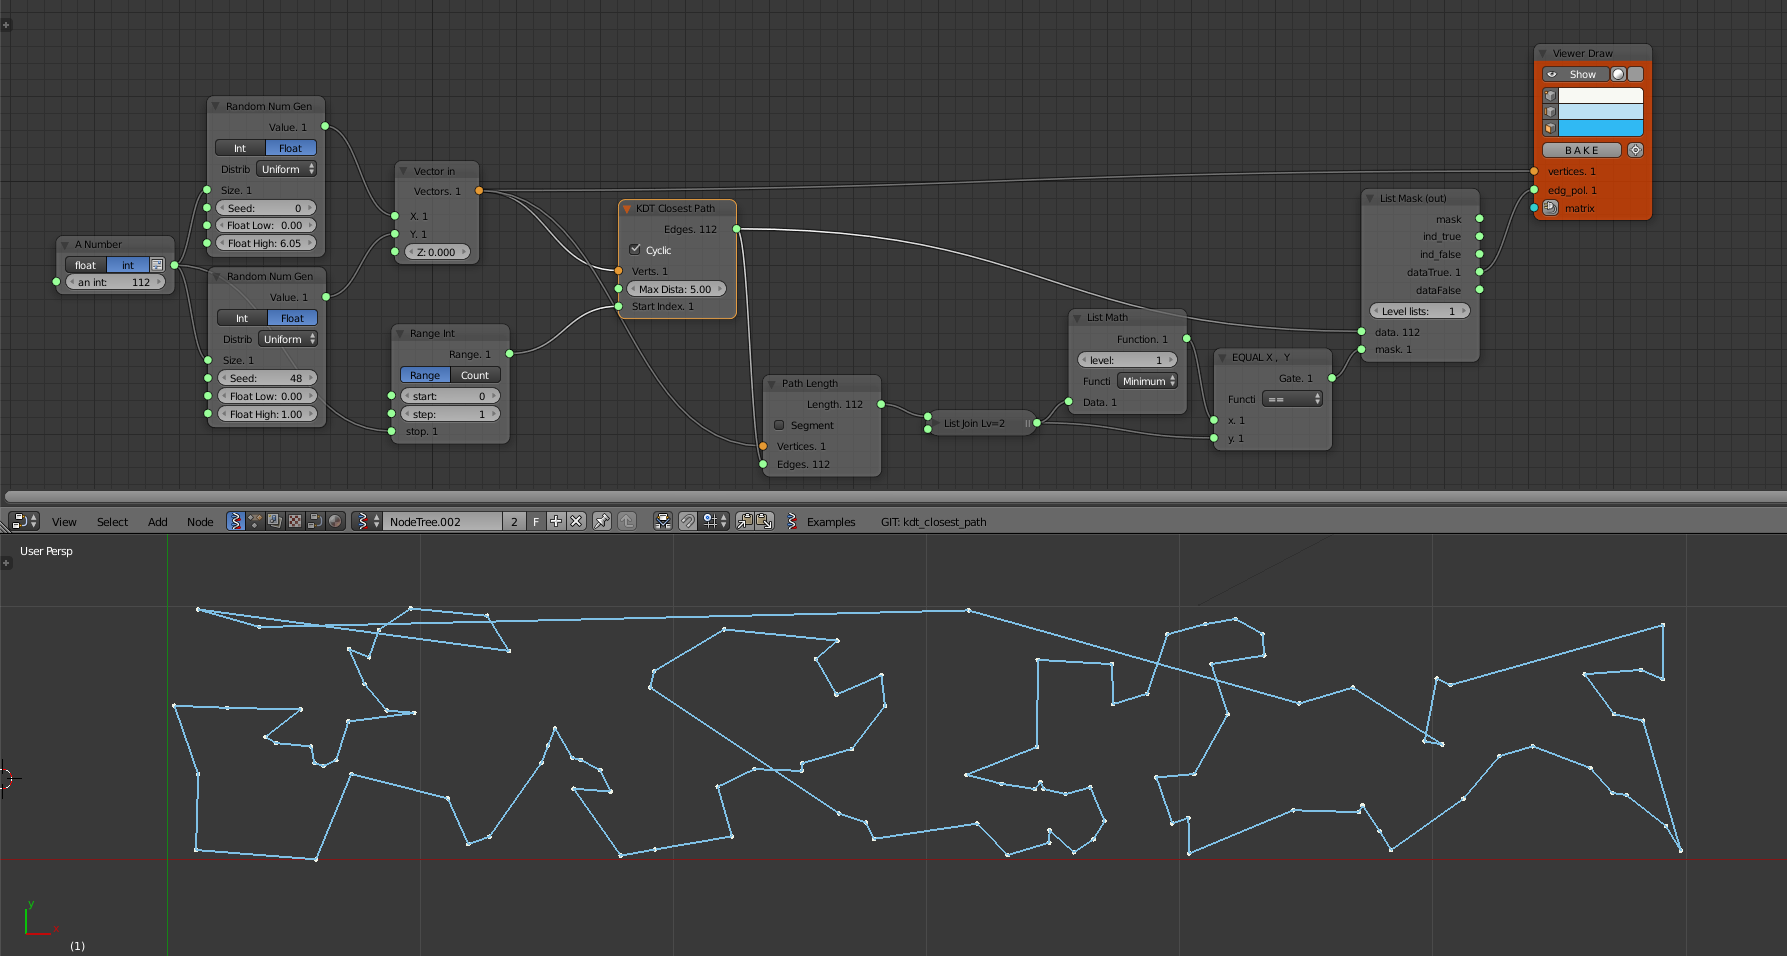 Viewer Draw
Show
BAKE
vertices. 1
edg_pol. 1
matrix
Random Num Gen
Value. 1
Int Float
Distrib Uniform
Size. 1
Seed: 0
Float Low: 0.00
Float High: 6.05
A Number
float int
an int: 112
Random Num Gen
Value. 1
Int Float
Distrib Uniform
Size. 1
Seed: 48
Float Low: 0.00
Float High: 1.00
Vector in
Vectors. 1
X. 1
Y. 1
Z: 0.000
Range Int
Range. 1
Range Count
start: 0
step: 1
stop. 1
KDT Closest Path
Edges. 112
Cyclic
Verts. 1
Max Dista: 5.00
Start Index. 1
Path Length
Length. 112
Segment
Vertices. 1
Edges. 112
List Join Lv=2
List Math
Function. 1
level: 1
Functi Minimum
Data. 1
EQUAL X , Y
Gate. 1
Functi ==
x. 1
y. 1
List Mask (out)
mask
ind_true
ind_false
dataTrue. 1
dataFalse
Level lists: 1
data. 112
mask. 1
View Select Add Node NodeTree.002 2 F Examples GIT: kdt_closest_path
User Persp
y
x
(1)